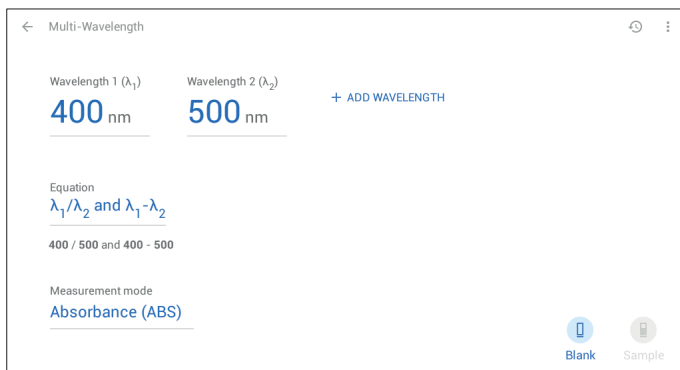 Multi-Wavelength
Wavelength 1 (λ₁) Wavelength 2 (λ₂)
400 nm 500 nm + ADD WAVELENGTH
Equation
λ₁/λ₂ and λ₁-λ₂
400 / 500 and 400 - 500
Measurement mode
Absorbance (ABS)
Blank Sample